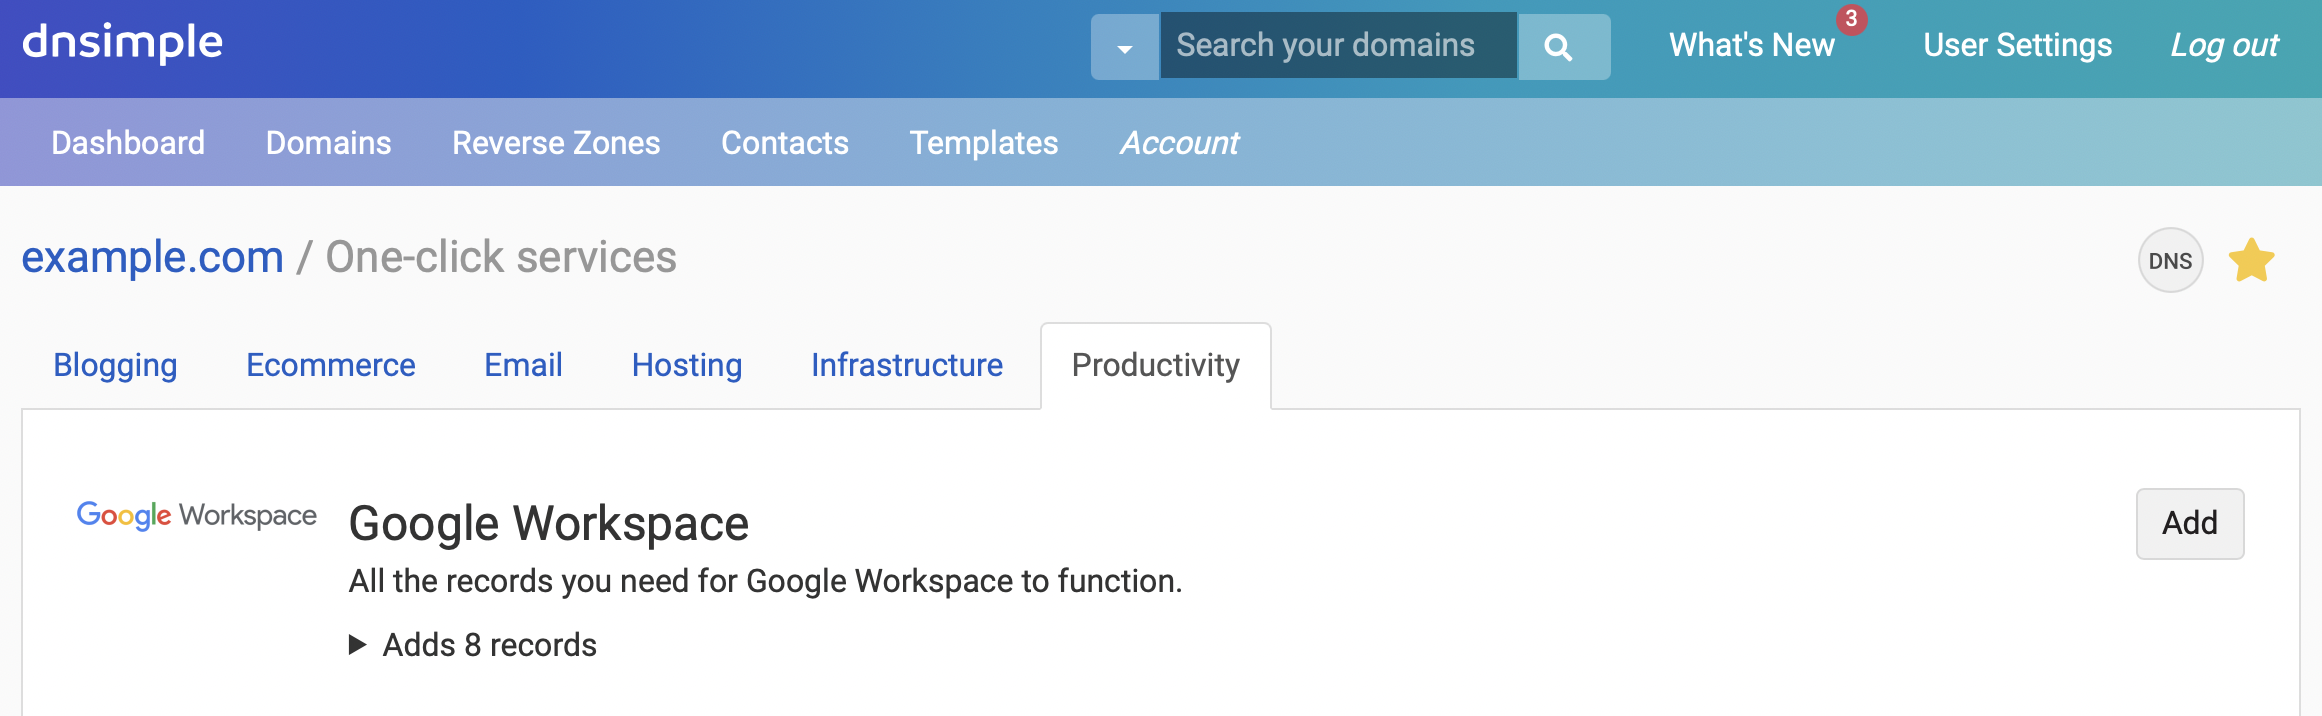 dnsimple
Search your domains
What's New
3
User Settings
Log out
Dashboard
Domains
Reverse Zones
Contacts
Templates
Account
example.com / One-click services
DNS
Blogging
Ecommerce
Email
Hosting
Infrastructure
Productivity
Google Workspace
Google Workspace
Add
All the records you need for Google Workspace to function.
Adds 8 records